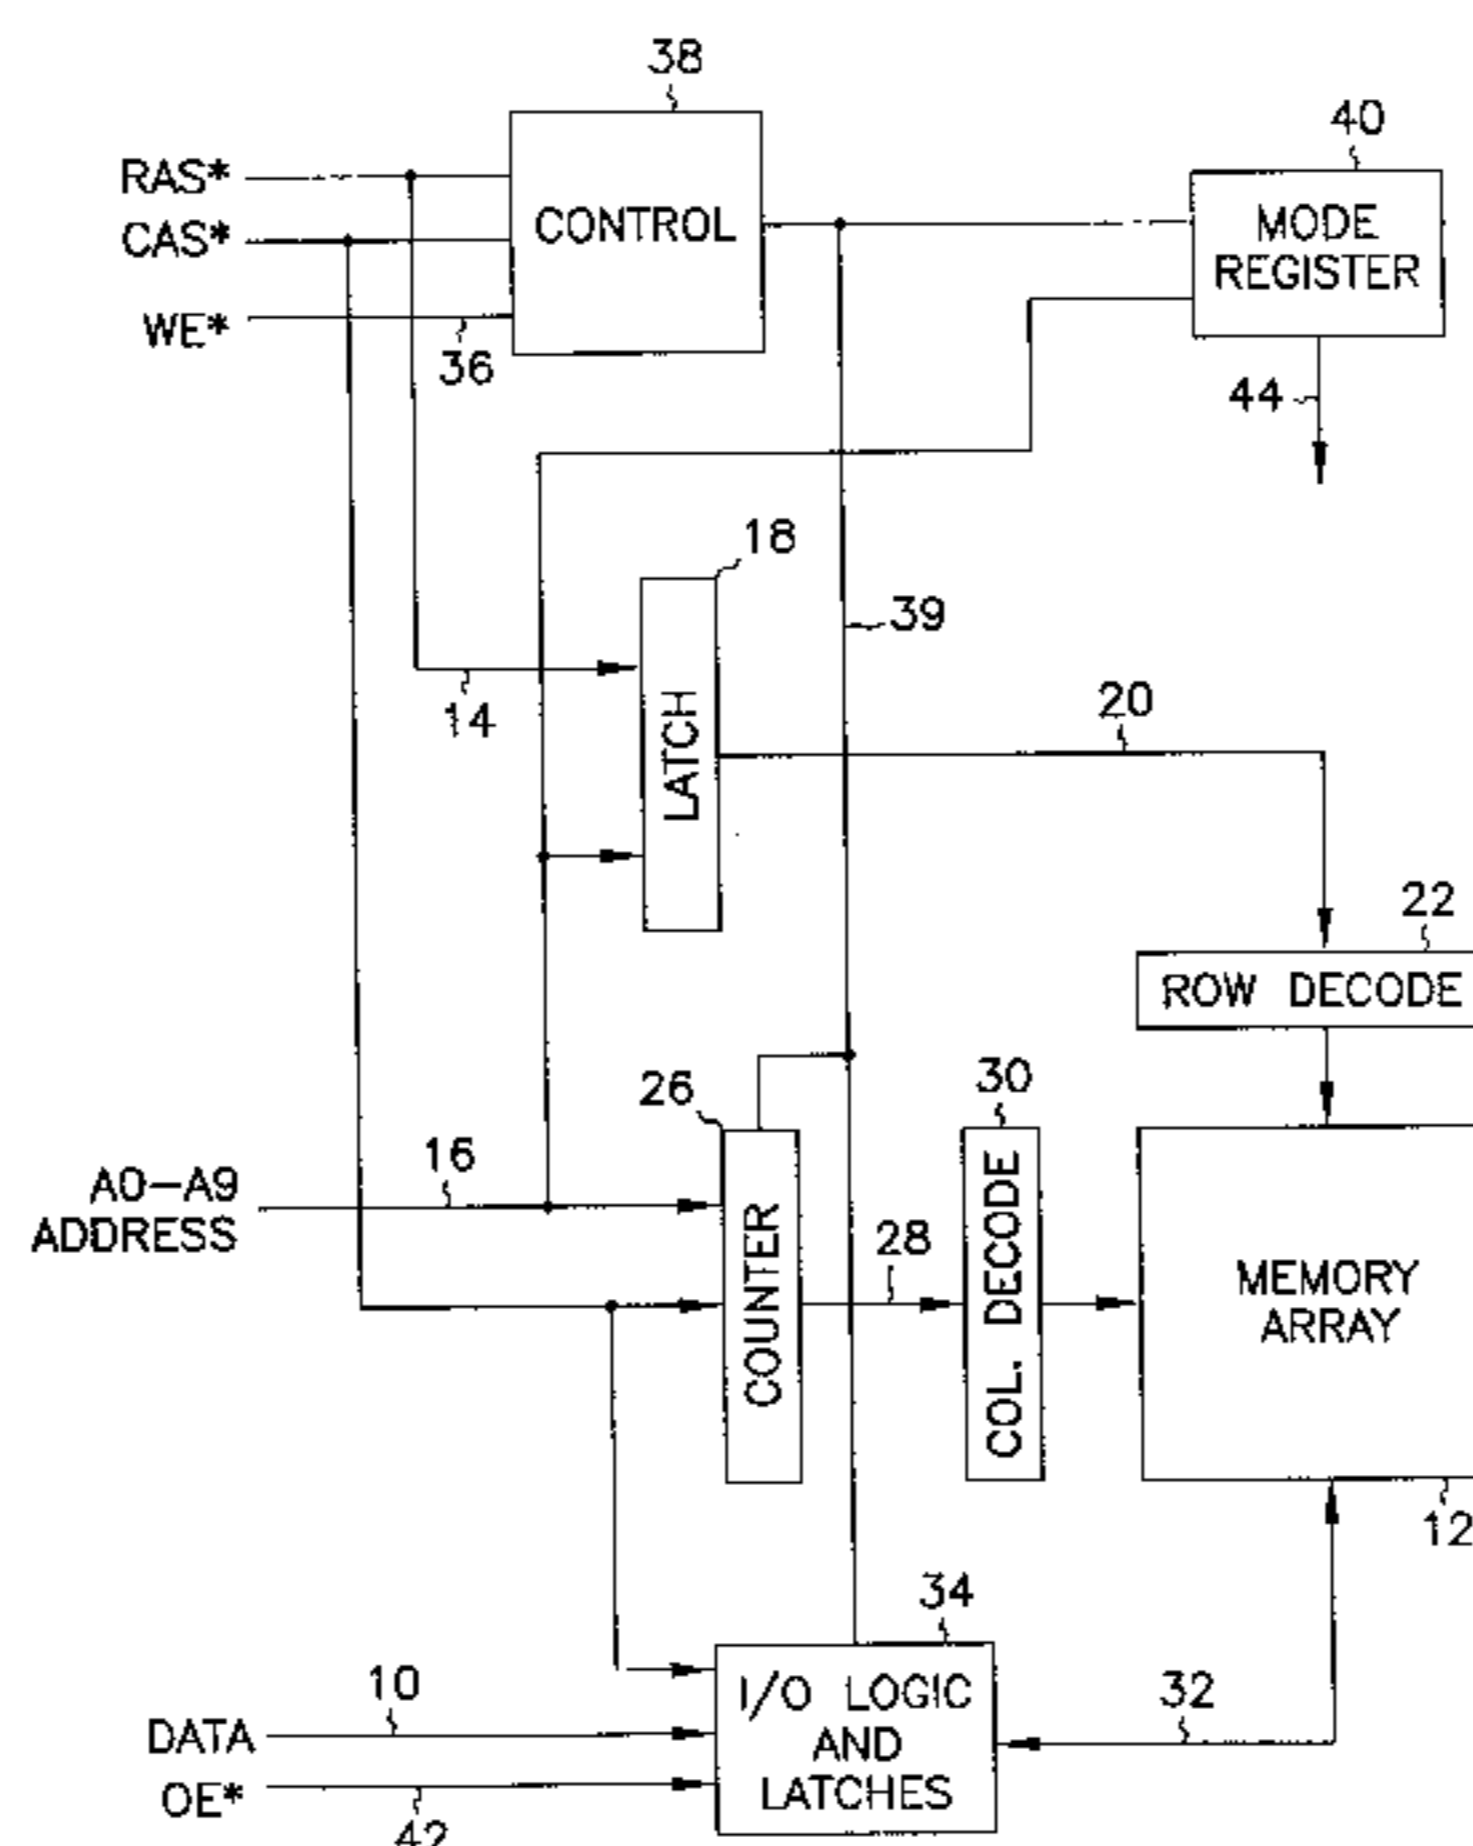 38
40
RAS*
CAS*
WE*
CONTROL
MODE
REGISTER
36
44
18
39
14
LATCH
20
22
ROW DECODE
26
30
16
A0-A9
ADDRESS
28
COUNTER
COL. DECODE
MEMORY
ARRAY
12
34
10
32
DATA
OE*
I/O LOGIC
AND
LATCHES
42